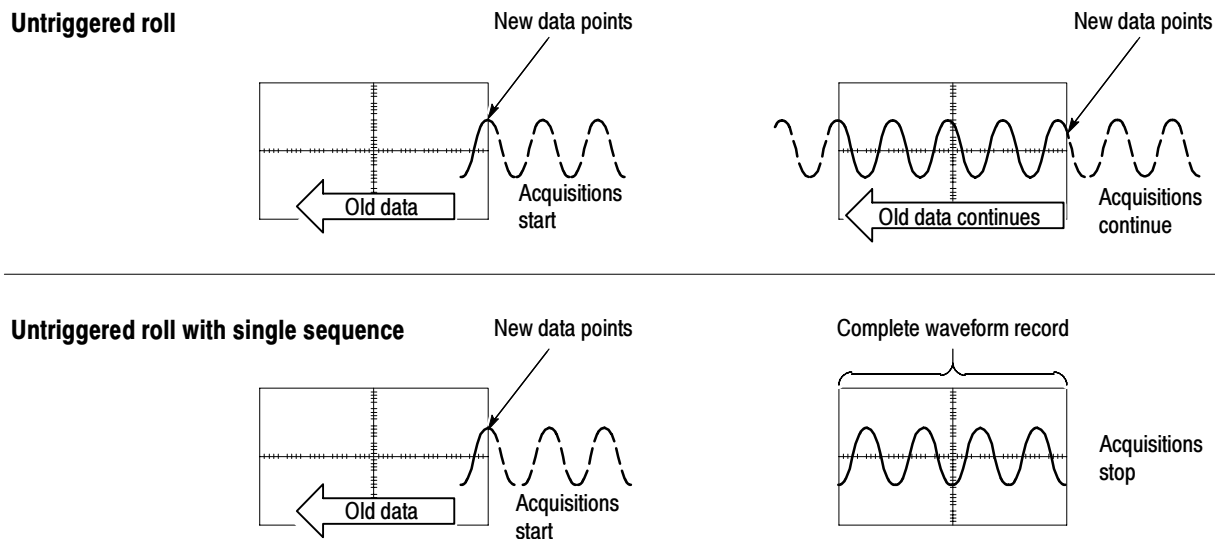 Untriggered roll
New data points
New data points
Old data
Acquisitions
start
Old data continues
Acquisitions
continue
Untriggered roll with single sequence
New data points
Complete waveform record
Old data
Acquisitions
start
Acquisitions
stop